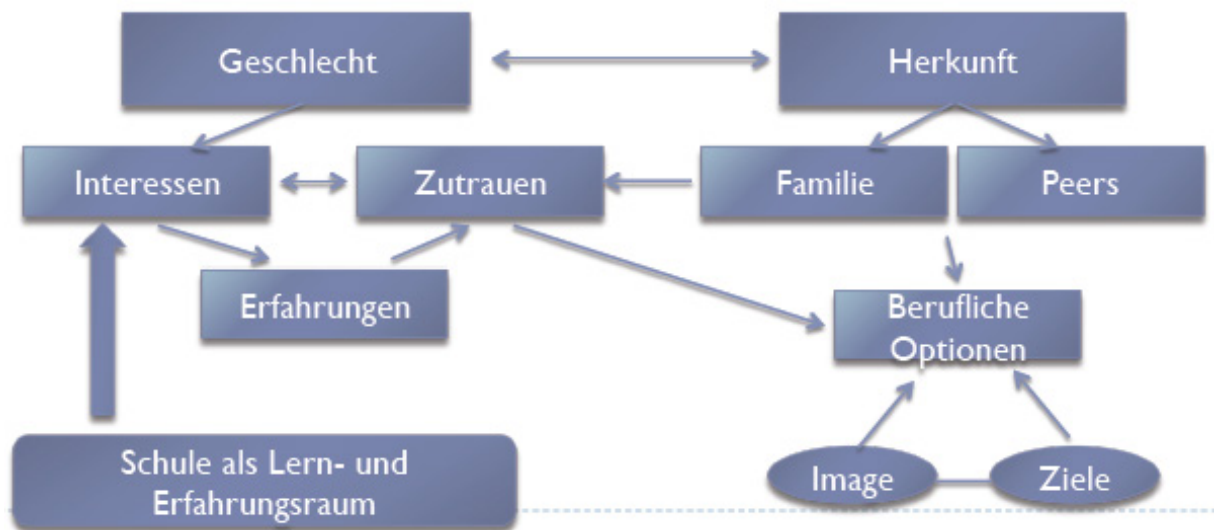 Geschlecht
Herkunft
Interessen
Zutrauen
Familie
Peers
Erfahrungen
Berufliche
Optionen
Schule als Lern- und
Erfahrungsraum
Image
Ziele